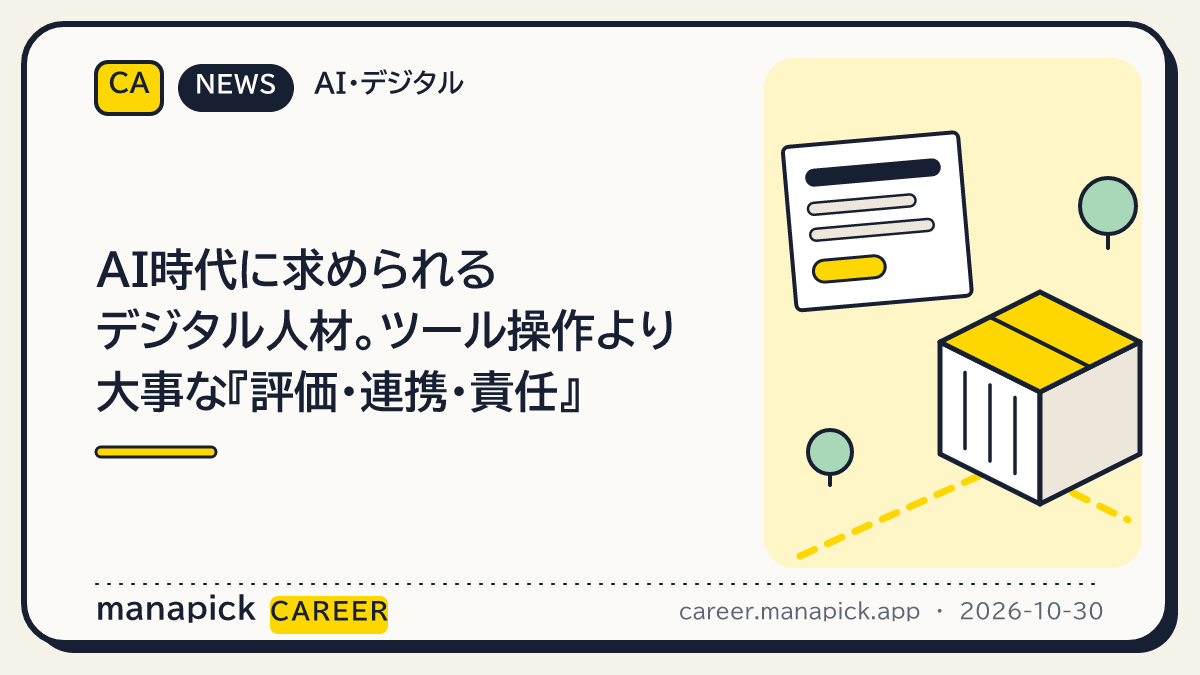 CA NEWS AI・デジタル
AI時代に求められる
デジタル人材。ツール操作より
大事な『評価・連携・責任』
manapick CAREER
career.manapick.app ・ 2026-10-30